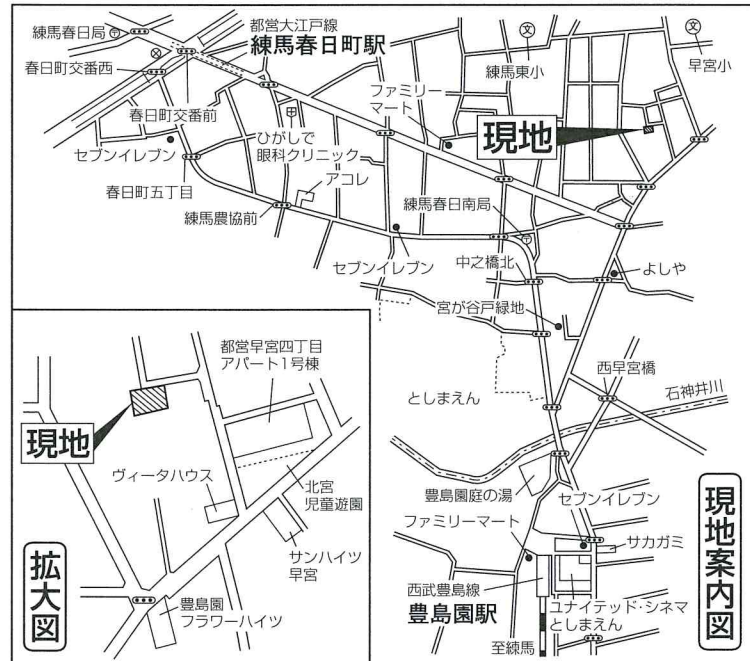 練馬春日局
都営大江戸線
練馬春日町駅
春日町交番西
春日町交番前
セブンイレブン
春日町五丁目
ひがしで
眼科クリニック
アコレ
練馬農協前
セブンイレブン
ファミリー
マート
文
練馬東小
文
早宮小
現地
練馬春日南局
中之橋北
よしや
宮が谷戸緑地
西早宮橋
石神井川
としまえん
豊島園庭の湯
セブンイレブン
ファミリーマート
サカガミ
西武豊島線
豊島園駅
ユナイテッド・シネマ
としまえん
至練馬
現地案内図
都営早宮四丁目
アパート1号棟
現地
ヴィータハウス
北宮
児童遊園
サンハイツ
早宮
豊島園
フラワーハイツ
拡大図